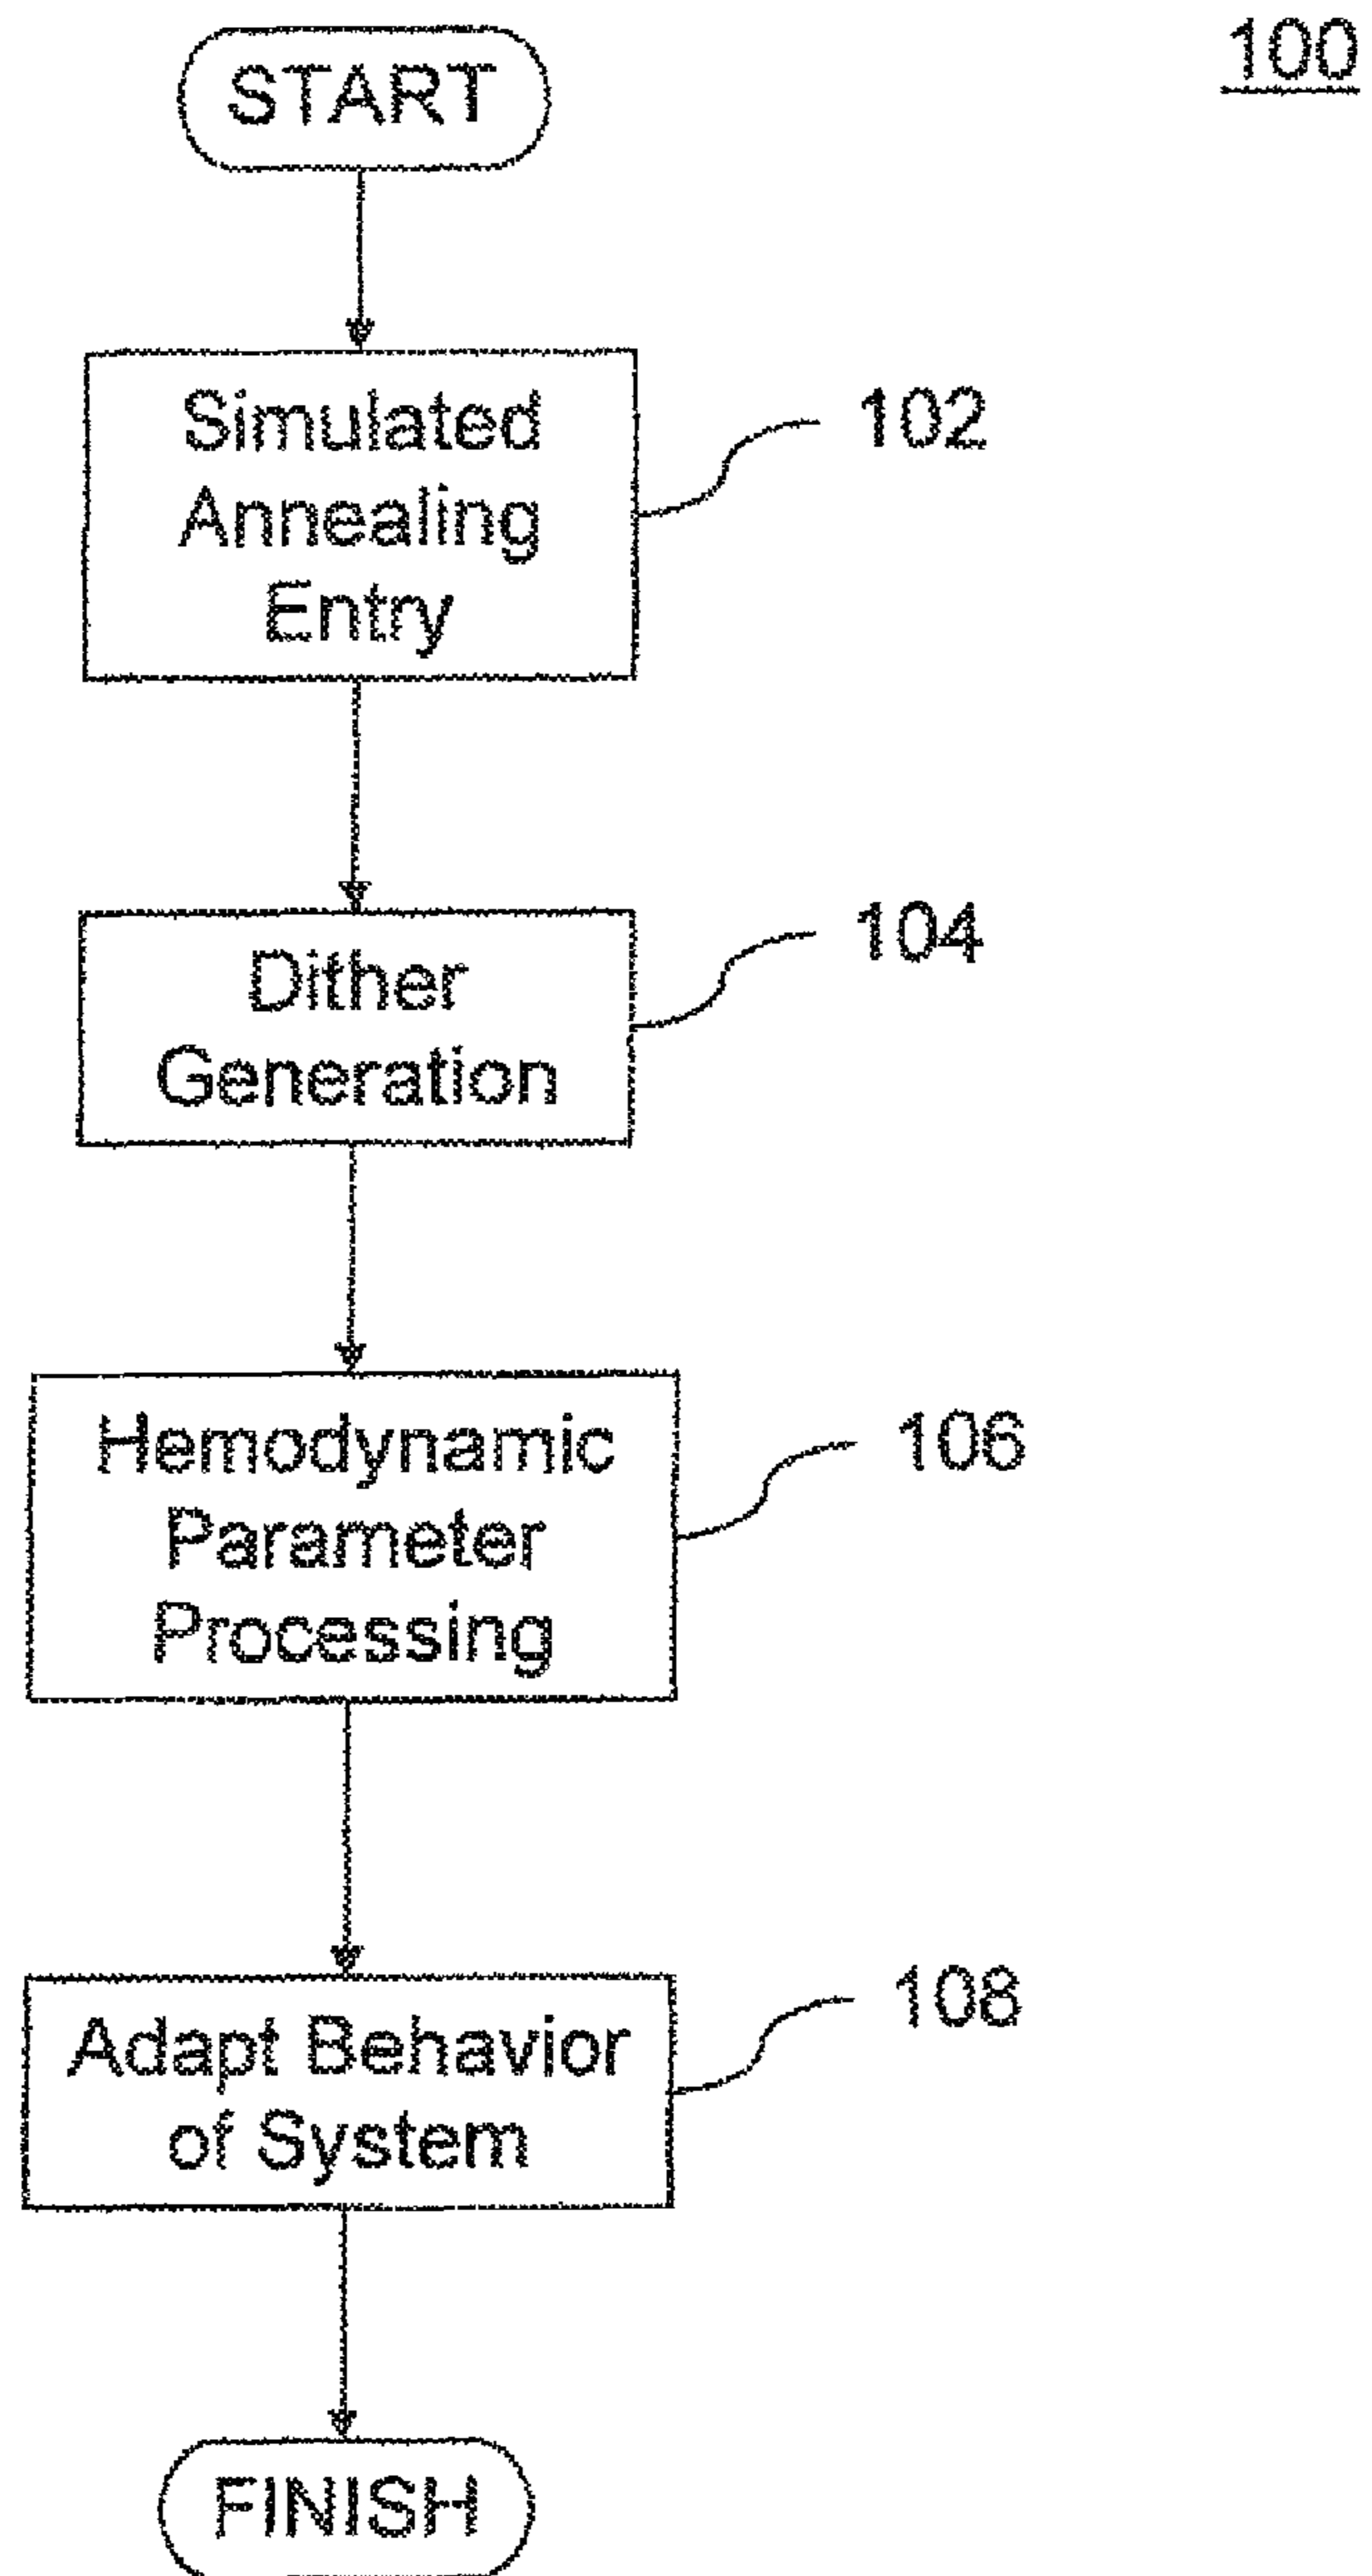 100
START
Simulated
Annealing
Entry
102
Dither
Generation
104
Hemodynamic
Parameter
Processing
106
Adapt Behavior
of System
108
FINISH